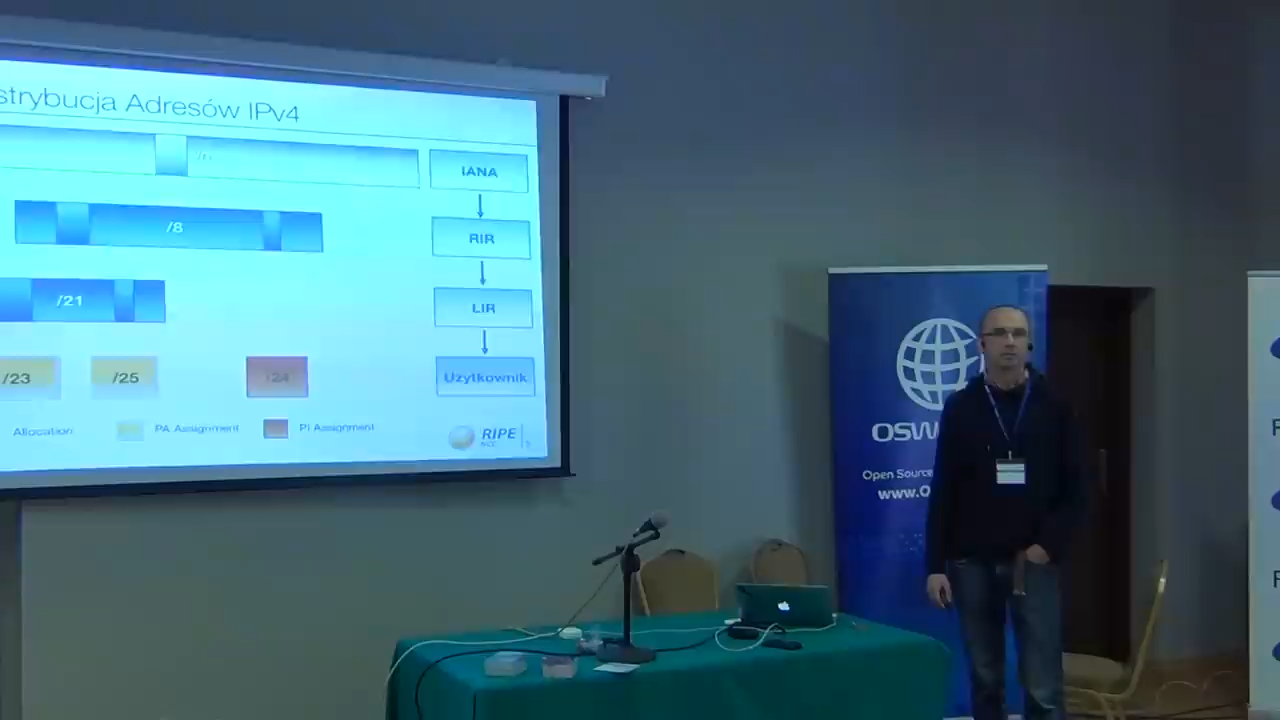 strybucja Adresów IPv4
IANA
/8
RIR
/21
LIR
/23
/25
/24
Użytkownik
Allocation
PA Assignment
PI Assignment
RIPE
NCC
OSW
Open Source
www.O